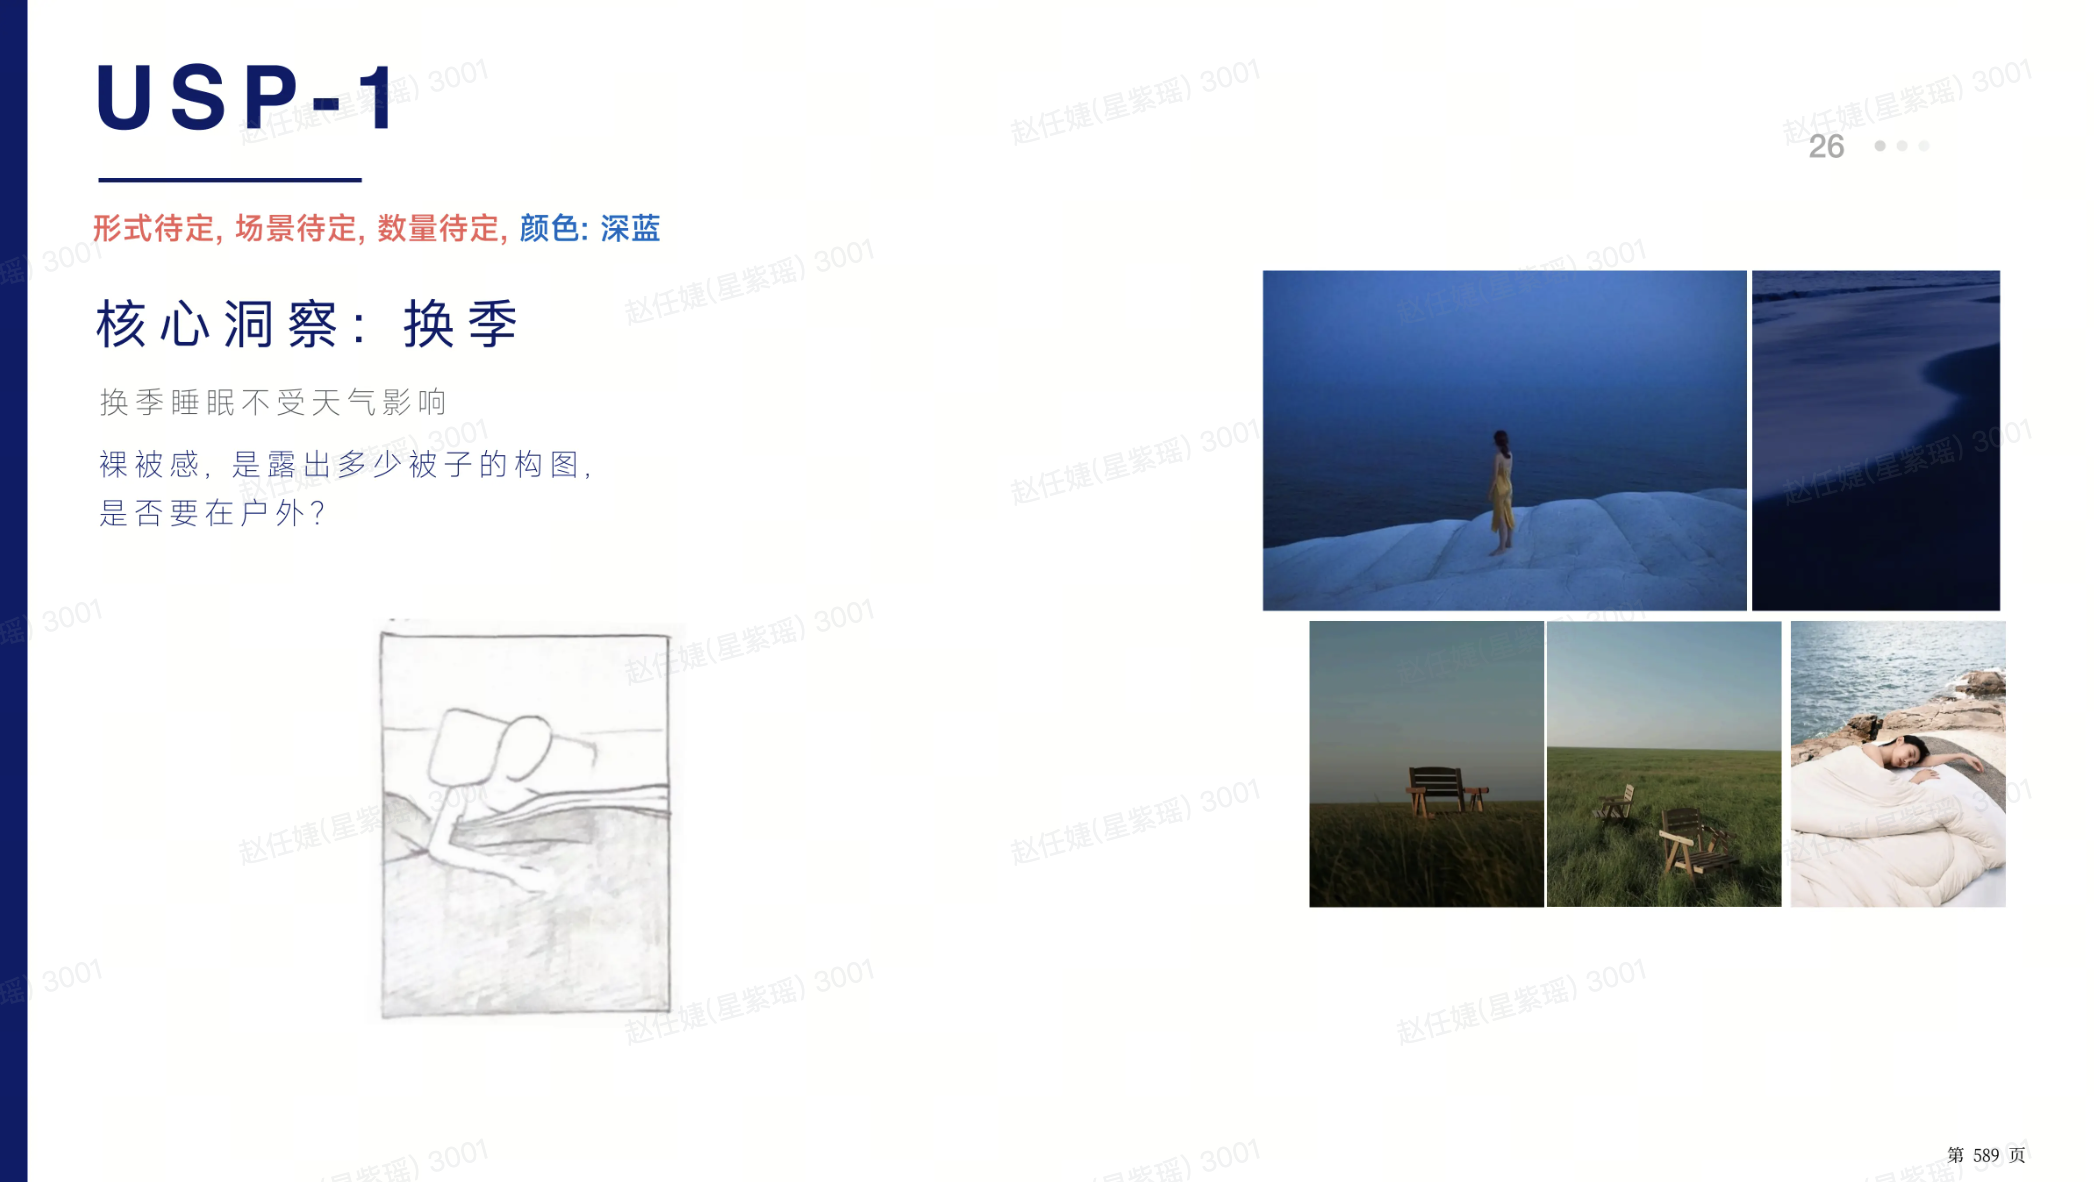 USP-1
26
形式待定, 场景待定, 数量待定, 颜色: 深蓝
核心洞察: 换季
换季睡眠不受天气影响
裸被感, 是露出多少被子的构图,
是否要在户外?
第 589 页
赵任婕(星紫瑶) 3001